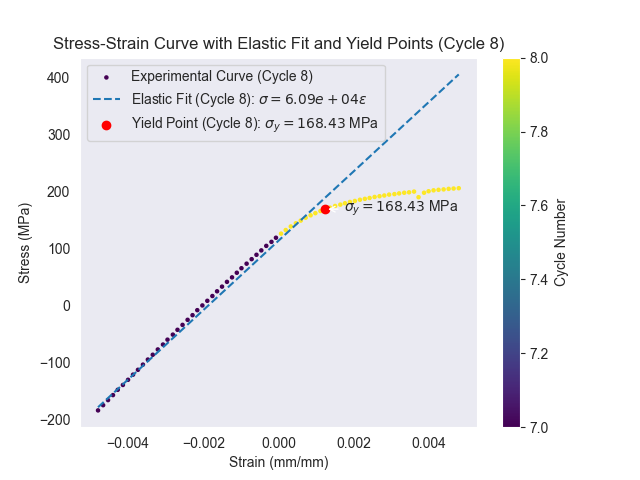 Stress-Strain Curve with Elastic Fit and Yield Points (Cycle 8)
Experimental Curve (Cycle 8)
Elastic Fit (Cycle 8): σ = 6.09e + 04ε
Yield Point (Cycle 8): σ_y = 168.43 MPa
σ_y = 168.43 MPa
Stress (MPa)
400
300
200
100
0
−100
−200
−0.004
−0.002
0.000
0.002
0.004
Strain (mm/mm)
8.0
7.8
7.6
7.4
7.2
7.0
Cycle Number